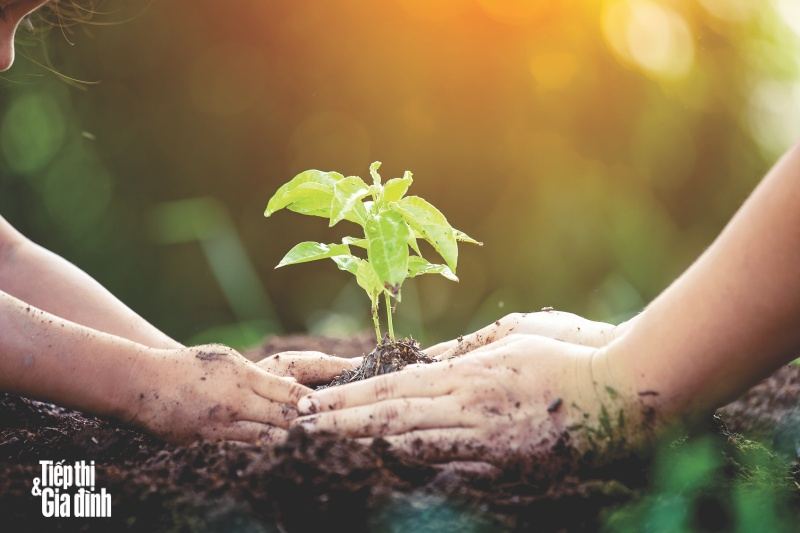 Tiếp thị
& Gia đình